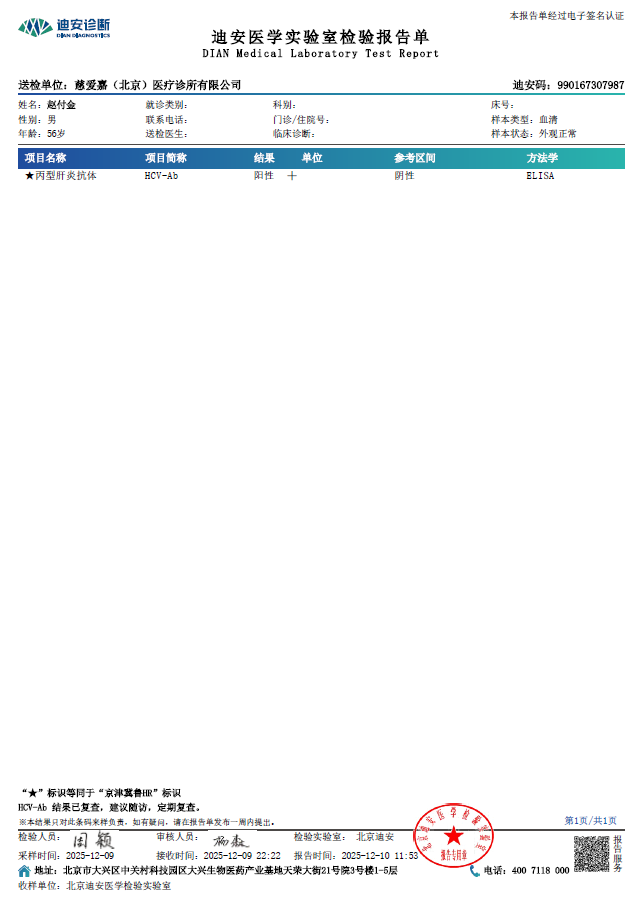 本报告单经过电子签名认证
迪安诊断
DIAN DIAGNOSTICS
迪安医学实验室检验报告单
DIAN Medical Laboratory Test Report
送检单位：慈爱嘉（北京）医疗诊所有限公司 迪安码：990167307987
姓名：赵付金 就诊类别： 科别： 床号：
性别：男 联系电话： 门诊/住院号： 样本类型：血清
年龄：56岁 送检医生： 临床诊断： 样本状态：外观正常
项目名称 项目简称 结果 单位 参考区间 方法学
★丙型肝炎抗体 HCV-Ab 阳性 ＋ 阴性 ELISA
“★”标识等同于“京津冀鲁HR”标识
HCV-Ab 结果已复查，建议随访，定期复查。
※本结果只对此条码来样负责，如有疑问，请在报告单发布一周内提出。 第1页/共1页
检验人员：周颖 审核人员： 检验实验室： 北京迪安
采样时间：2025-12-09 接收时间：2025-12-09 22:22 报告时间：2025-12-10 11:53
报告专用章
报告服务
地址：北京市大兴区中关村科技园区大兴生物医药产业基地天荣大街21号院3号楼1-5层 电话：400 7118 000
收样单位：北京迪安医学检验实验室